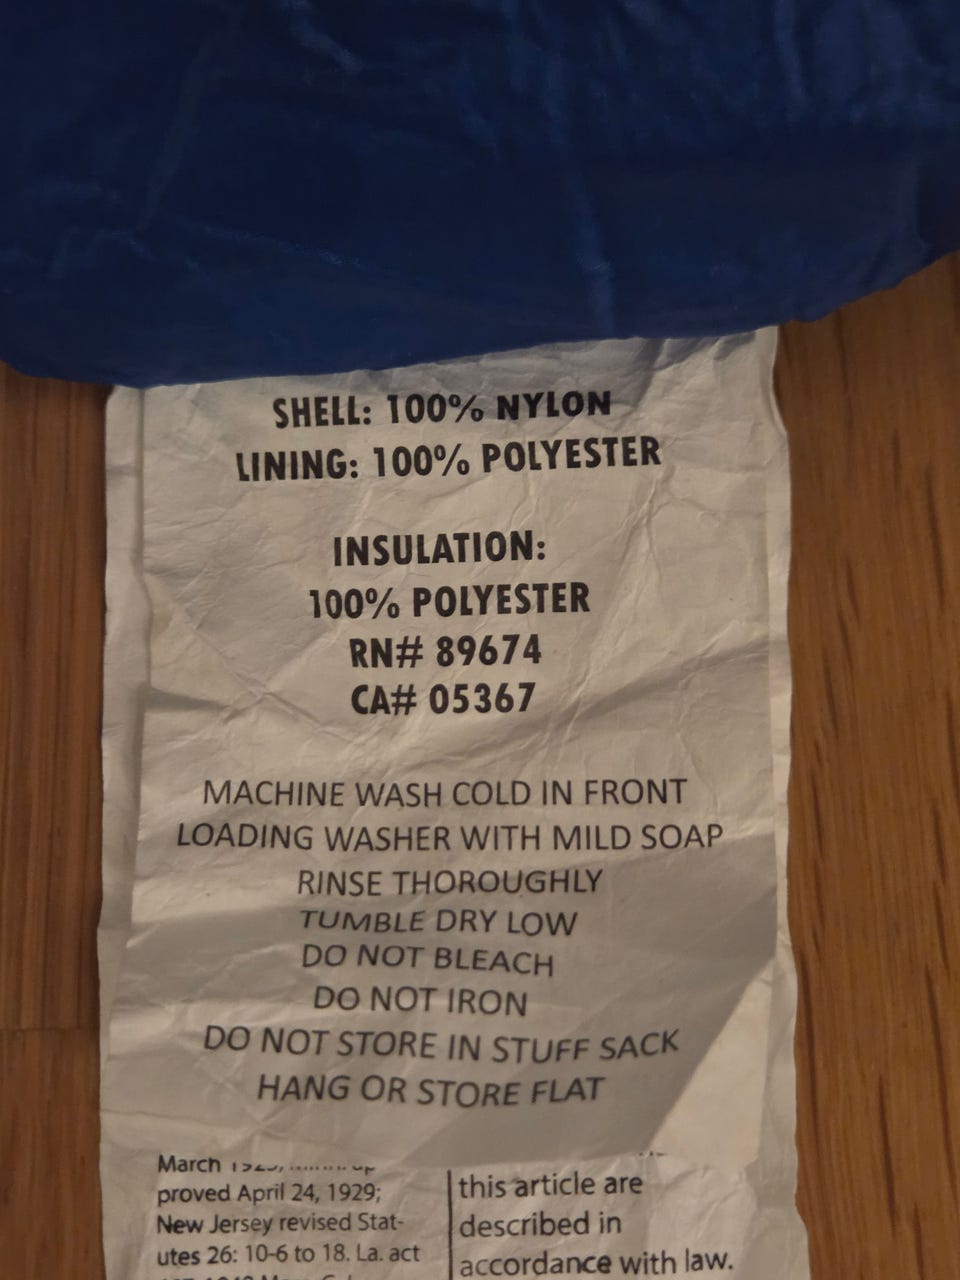 SHELL: 100% NYLON
LINING: 100% POLYESTER
INSULATION:
100% POLYESTER
RN# 89674
CA# 05367
MACHINE WASH COLD IN FRONT
LOADING WASHER WITH MILD SOAP
RINSE THOROUGHLY
TUMBLE DRY LOW
DO NOT BLEACH
DO NOT IRON
DO NOT STORE IN STUFF SACK
HANG OR STORE FLAT
March
proved April 24, 1929;
New Jersey revised Stat-
utes 26: 10-6 to 18. La. act
this article are
described in
accordance with law.